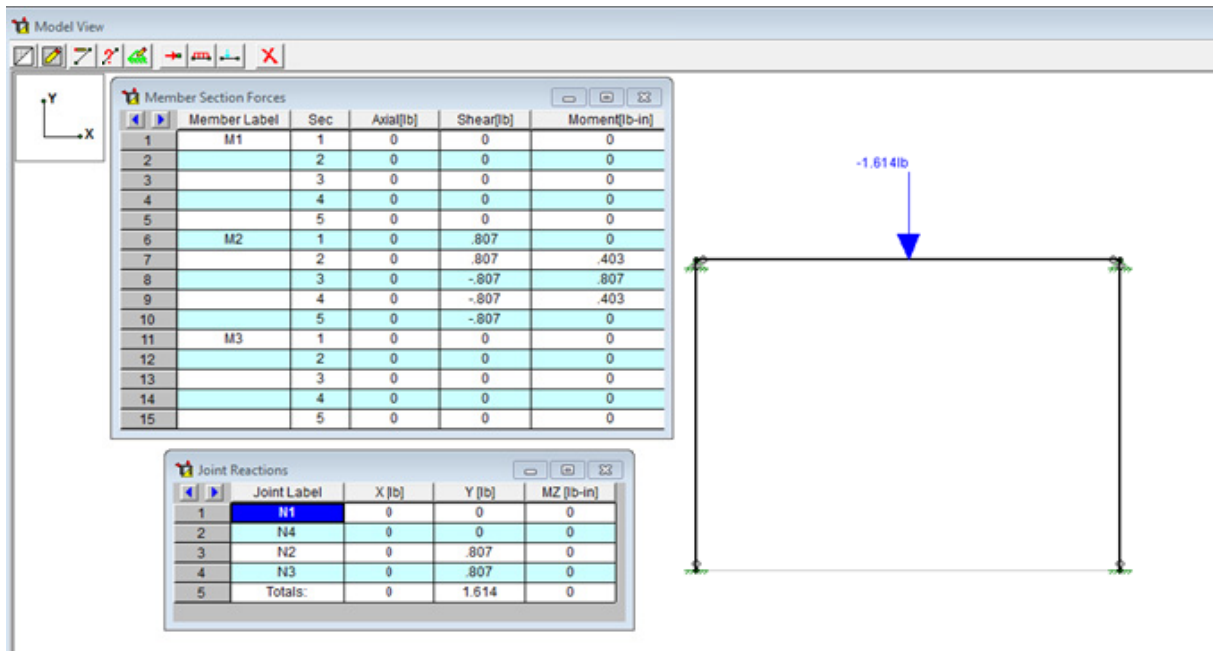 Model View
Y
X
Member Section Forces
Member Label Sec Axial[lb] Shear[lb] Moment[lb-in]
1 M1 1 0 0 0
2 2 0 0 0
3 3 0 0 0
4 4 0 0 0
5 5 0 0 0
6 M2 1 0 .807 0
7 2 0 .807 .403
8 3 0 -.807 .807
9 4 0 -.807 .403
10 5 0 -.807 0
11 M3 1 0 0 0
12 2 0 0 0
13 3 0 0 0
14 4 0 0 0
15 5 0 0 0
-1.614lb
Joint Reactions
Joint Label X [lb] Y [lb] MZ [lb-in]
1 N1 0 0 0
2 N4 0 0 0
3 N2 0 .807 0
4 N3 0 .807 0
5 Totals: 0 1.614 0